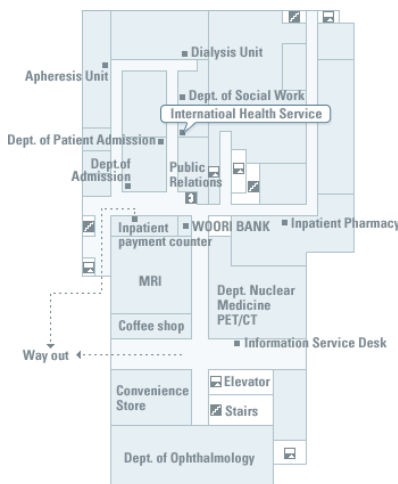 Dialysis Unit
Apheresis Unit
Dept. of Social Work
Internatioal Health Service
Dept. of Patient Admission
Dept.of
Admission
Public
Relations
Inpatient
payment counter
WOORI BANK
Inpatient Pharmacy
MRI
Dept. Nuclear
Medicine
PET/CT
Coffee shop
Information Service Desk
Way out
Convenience
Store
Elevator
Stairs
Dept. of Ophthalmology